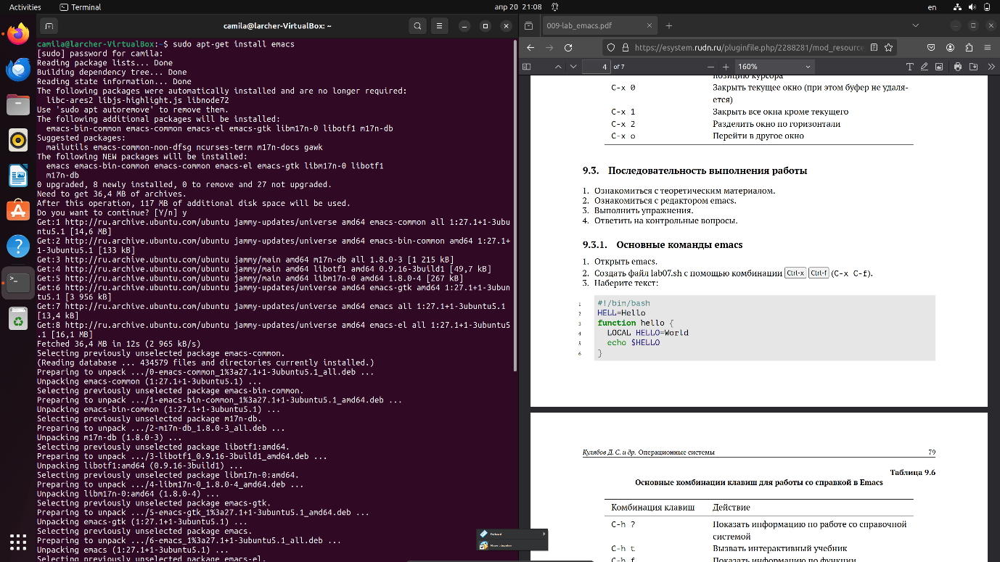 Activities
Terminal
апр 20 21:08
en
camila@larcher-VirtualBox: ~
camila@larcher-VirtualBox:~$ sudo apt-get install emacs
[sudo] password for camila:
Reading package lists... Done
Building dependency tree... Done
Reading state information... Done
The following packages were automatically installed and are no longer required:
libc-ares2 libjs-highlight.js libnode72
Use 'sudo apt autoremove' to remove them.
The following additional packages will be installed:
emacs-bin-common emacs-common emacs-el emacs-gtk libm17n-0 libotf1 m17n-db
Suggested packages:
mailutils emacs-common-non-dfsg ncurses-term m17n-docs gawk
The following NEW packages will be installed:
emacs emacs-bin-common emacs-common emacs-el emacs-gtk libm17n-0 libotf1
m17n-db
0 upgraded, 8 newly installed, 0 to remove and 27 not upgraded.
Need to get 36,4 MB of archives.
After this operation, 117 MB of additional disk space will be used.
Do you want to continue? [Y/n] y
Get:1 http://ru.archive.ubuntu.com/ubuntu jammy-updates/universe amd64 emacs-common all 1:27.1+1-3ubu
ntu5.1 [14,6 MB]
Get:2 http://ru.archive.ubuntu.com/ubuntu jammy-updates/universe amd64 emacs-bin-common amd64 1:27.1+
1-3ubuntu5.1 [133 kB]
Get:3 http://ru.archive.ubuntu.com/ubuntu jammy/main amd64 m17n-db all 1.8.0-3 [1 215 kB]
Get:4 http://ru.archive.ubuntu.com/ubuntu jammy/main amd64 libotf1 amd64 0.9.16-3build1 [49,7 kB]
Get:5 http://ru.archive.ubuntu.com/ubuntu jammy/main amd64 libm17n-0 amd64 1.8.0-4 [267 kB]
Get:6 http://ru.archive.ubuntu.com/ubuntu jammy-updates/universe amd64 emacs-gtk amd64 1:27.1+1-3ubun
tu5.1 [3 956 kB]
Get:7 http://ru.archive.ubuntu.com/ubuntu jammy-updates/universe amd64 emacs all 1:27.1+1-3ubuntu5.1
[13,4 kB]
Get:8 http://ru.archive.ubuntu.com/ubuntu jammy-updates/universe amd64 emacs-el all 1:27.1+1-3ubuntu5
.1 [16,1 MB]
Fetched 36,4 MB in 12s (2 965 kB/s)
Selecting previously unselected package emacs-common.
(Reading database ... 434579 files and directories currently installed.)
Preparing to unpack .../0-emacs-common_1%3a27.1+1-3ubuntu5.1_all.deb ...
Unpacking emacs-common (1:27.1+1-3ubuntu5.1) ...
Selecting previously unselected package emacs-bin-common.
Preparing to unpack .../1-emacs-bin-common_1%3a27.1+1-3ubuntu5.1_amd64.deb ...
Unpacking emacs-bin-common (1:27.1+1-3ubuntu5.1) ...
Selecting previously unselected package m17n-db.
Preparing to unpack .../2-m17n-db_1.8.0-3_all.deb ...
Unpacking m17n-db (1.8.0-3) ...
Selecting previously unselected package libotf1:amd64.
Preparing to unpack .../3-libotf1_0.9.16-3build1_amd64.deb ...
Unpacking libotf1:amd64 (0.9.16-3build1) ...
Selecting previously unselected package libm17n-0:amd64.
Preparing to unpack .../4-libm17n-0_1.8.0-4_amd64.deb ...
Unpacking libm17n-0:amd64 (1.8.0-4) ...
Selecting previously unselected package emacs-gtk.
Preparing to unpack .../5-emacs-gtk_1%3a27.1+1-3ubuntu5.1_amd64.deb ...
Unpacking emacs-gtk (1:27.1+1-3ubuntu5.1) ...
Selecting previously unselected package emacs.
Preparing to unpack .../6-emacs_1%3a27.1+1-3ubuntu5.1_all.deb ...
Unpacking emacs (1:27.1+1-3ubuntu5.1) ...
Selecting previously unselected package emacs-el.
Keyboard
009-lab_emacs.pdf
https://esystem.rudn.ru/pluginfile.php/2288281/mod_resource
4 of 7
160%
позицию курсора
C-x 0 Закрыть текущее окно (при этом буфер не удаля-
ется)
C-x 1 Закрыть все окна кроме текущего
C-x 2 Разделить окно по горизонтали
C-x o Перейти в другое окно
9.3. Последовательность выполнения работы
1. Ознакомиться с теоретическим материалом.
2. Ознакомиться с редактором emacs.
3. Выполнить упражнения.
4. Ответить на контрольные вопросы.
9.3.1. Основные команды emacs
1. Открыть emacs.
2. Создать файл lab07.sh с помощью комбинации Ctrl-x Ctrl-f (C-x C-f).
3. Наберите текст:
1 #!/bin/bash
2 HELL=Hello
3 function hello {
4 LOCAL HELLO=World
5 echo $HELLO
6 }
Кулябов Д. С. и др. Операционные системы 79
Таблица 9.6
Основные комбинации клавиш для работы со справкой в Emacs
Комбинация клавиш Действие
C-h ? Показать информацию по работе со справочной
системой
C-h t Вызвать интерактивный учебник
C-h f Показать информацию по функции